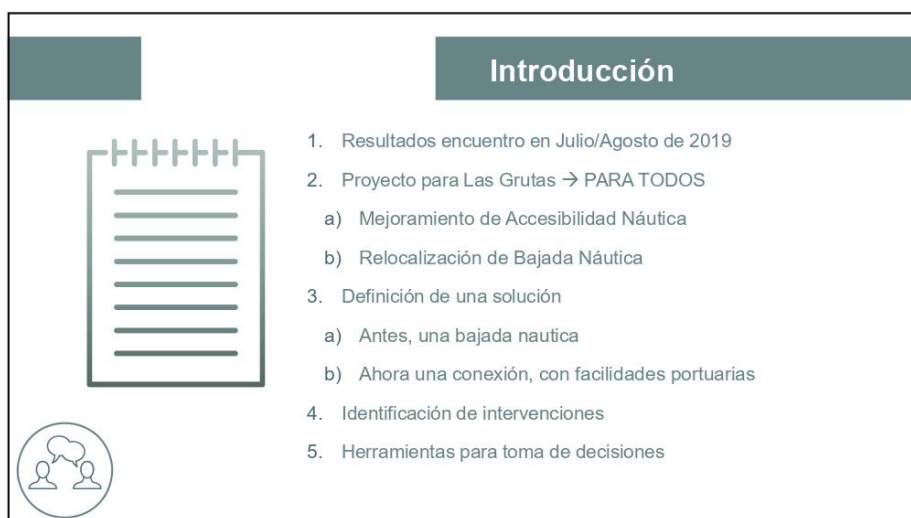 Introducción
1. Resultados encuentro en Julio/Agosto de 2019
2. Proyecto para Las Grutas → PARA TODOS
a) Mejoramiento de Accesibilidad Náutica
b) Relocalización de Bajada Náutica
3. Definición de una solución
a) Antes, una bajada nautica
b) Ahora una conexión, con facilidades portuarias
4. Identificación de intervenciones
5. Herramientas para toma de decisiones